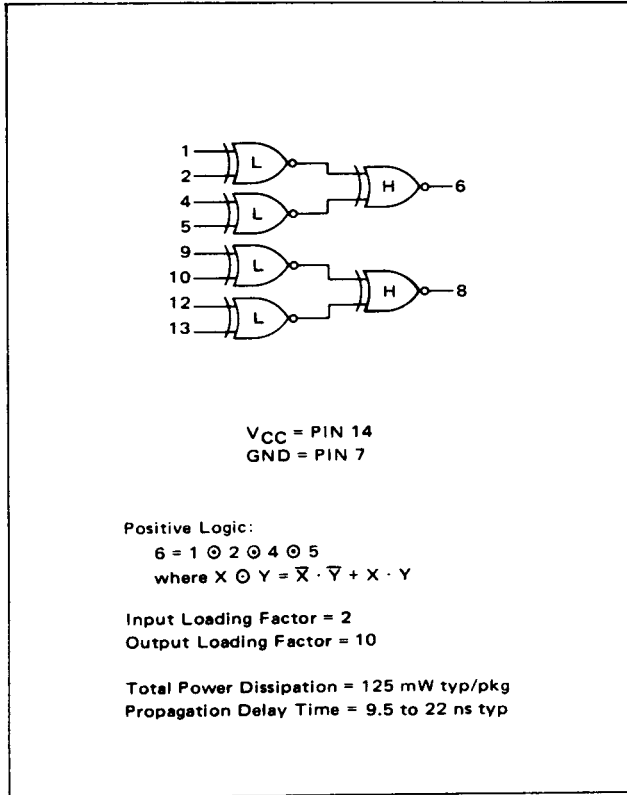 1
2
L
4
5
L
H
6
9
10
L
12
13
L
H
8
VCC = PIN 14
GND = PIN 7
Positive Logic:
6 = 1 ⊙ 2 ⊙ 4 ⊙ 5
where X ⊙ Y = X̅ · Y̅ + X · Y
Input Loading Factor = 2
Output Loading Factor = 10
Total Power Dissipation = 125 mW typ/pkg
Propagation Delay Time = 9.5 to 22 ns typ